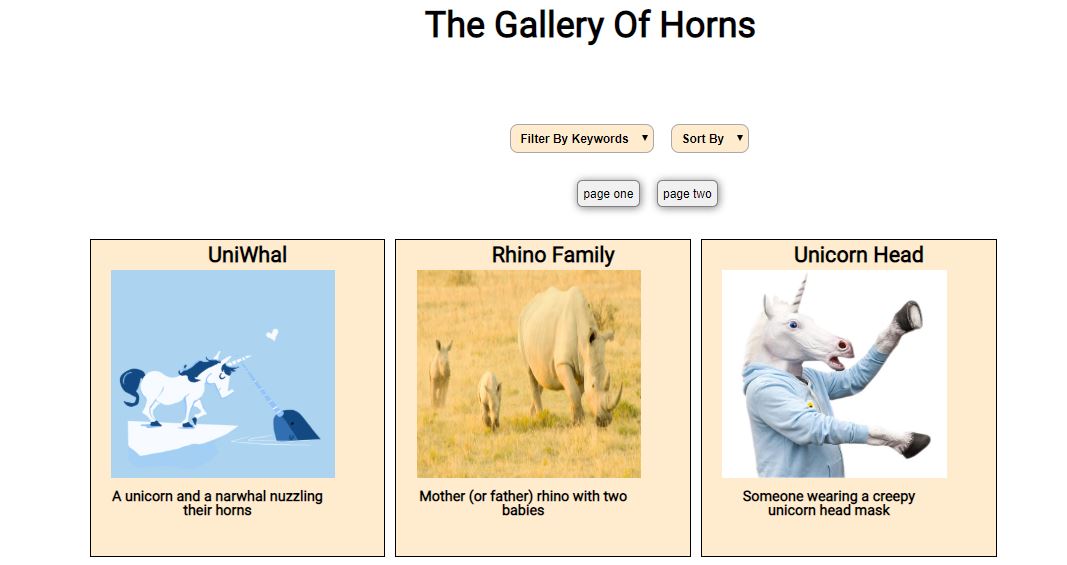 The Gallery Of Horns
Filter By Keywords
Sort By
page one
page two
UniWhal
A unicorn and a narwhal nuzzling
their horns
Rhino Family
Mother (or father) rhino with two
babies
Unicorn Head
Someone wearing a creepy
unicorn head mask